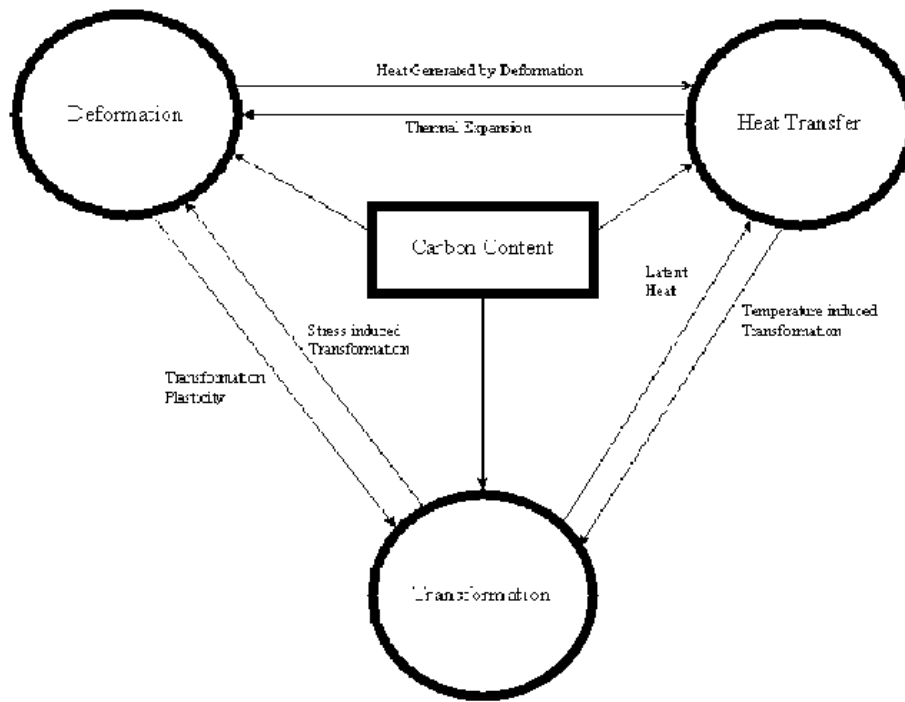 Heat Generated by Deformation
Deformation
Thermal Expansion
Heat Transfer
Carbon Content
Latent
Heat
Temperature induced
Transformation
Stress induced
Transformation
Transformation
Plasticity
Transformation